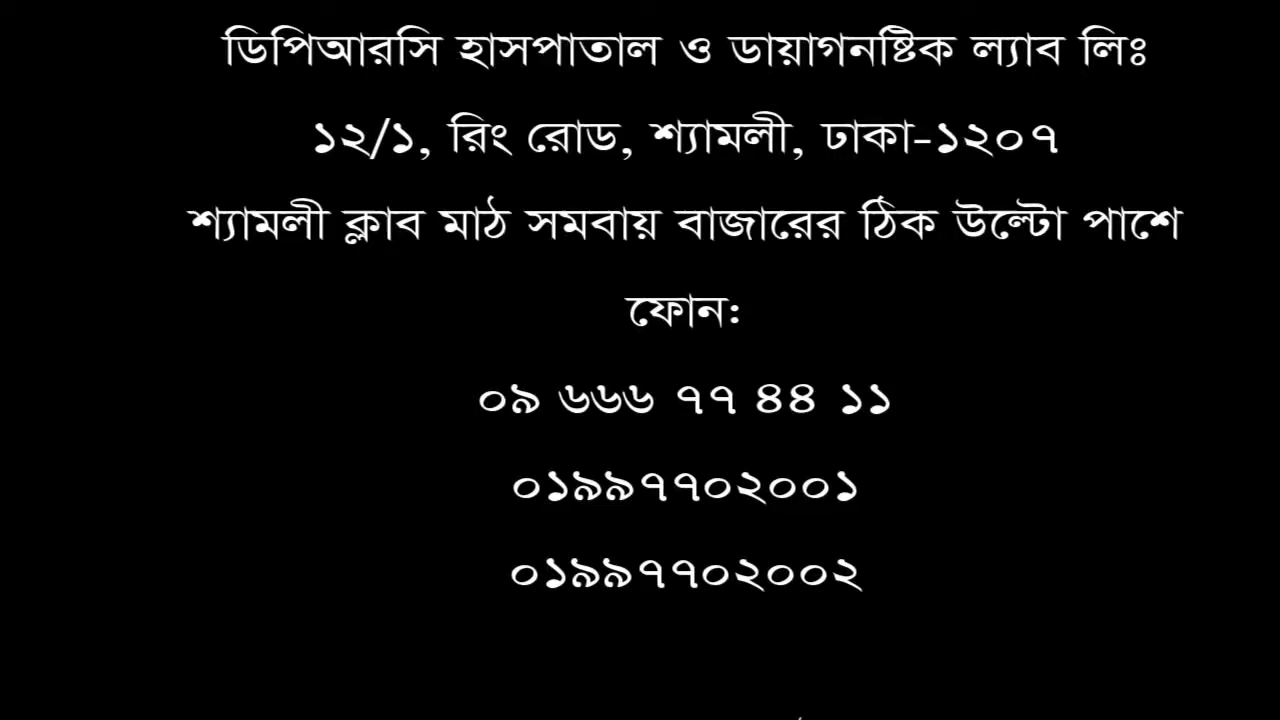 ডিপিআরসি হাসপাতাল ও ডায়াগনষ্টিক ল্যাব লিঃ
১২/১, রিং রোড, শ্যামলী, ঢাকা-১২০৭
শ্যামলী ক্লাব মাঠ সমবায় বাজারের ঠিক উল্টো পাশে
ফোন:
০৯ ৬৬৬ ৭৭ ৪৪ ১১
০১৯৯৭৭০২০০১
০১৯৯৭৭০২০০২